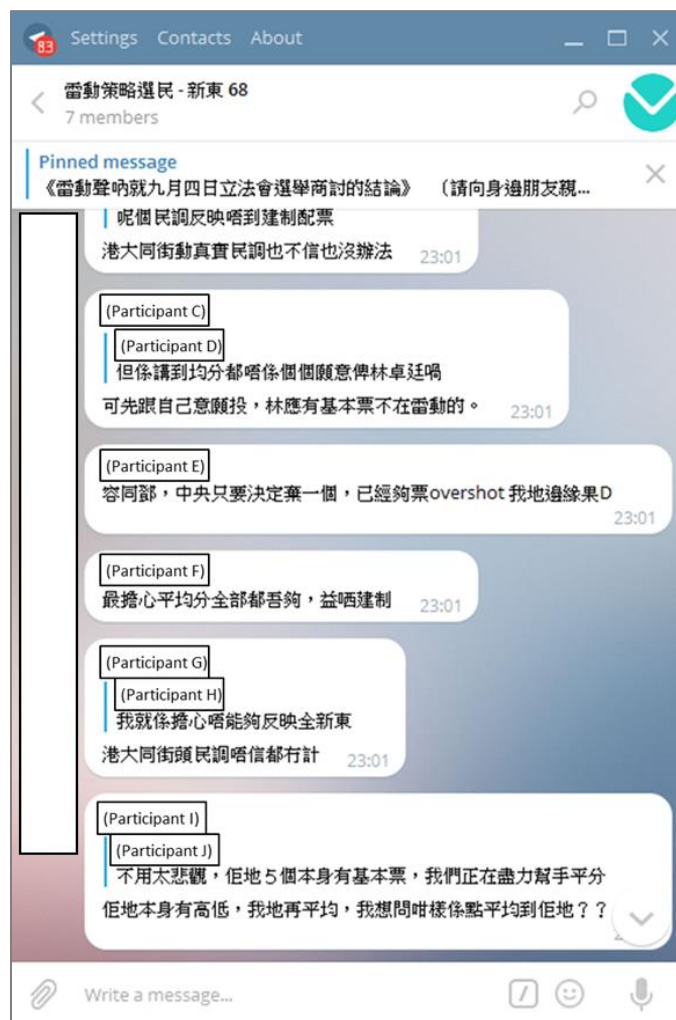 83
Settings Contacts About
雷動策略選民 - 新東 68
7 members
Pinned message
《雷動聲吶就九月四日立法會選舉商討的結論》 （請向身邊朋友親...
呢個民調反映唔到建制配票
港大同街動真實民調也不信也沒辦法 23:01
(Participant C)
(Participant D)
但係講到均分都唔係個個願意俾林卓廷喎
可先跟自己意願投，林應有基本票不在雷動的。 23:01
(Participant E)
容同鄧，中央只要決定棄一個，已經夠票overshot 我地邊緣果D
23:01
(Participant F)
最擔心平均分全部都吾夠，益哂建制 23:01
(Participant G)
(Participant H)
我就係擔心唔能夠反映全新東
港大同街頭民調唔信都冇計 23:01
(Participant I)
(Participant J)
不用太悲觀，佢地５個本身有基本票，我們正在盡力幫手平分
佢地本身有高低，我地再平均，我想問咁樣係點平均到佢地？？
Write a message...